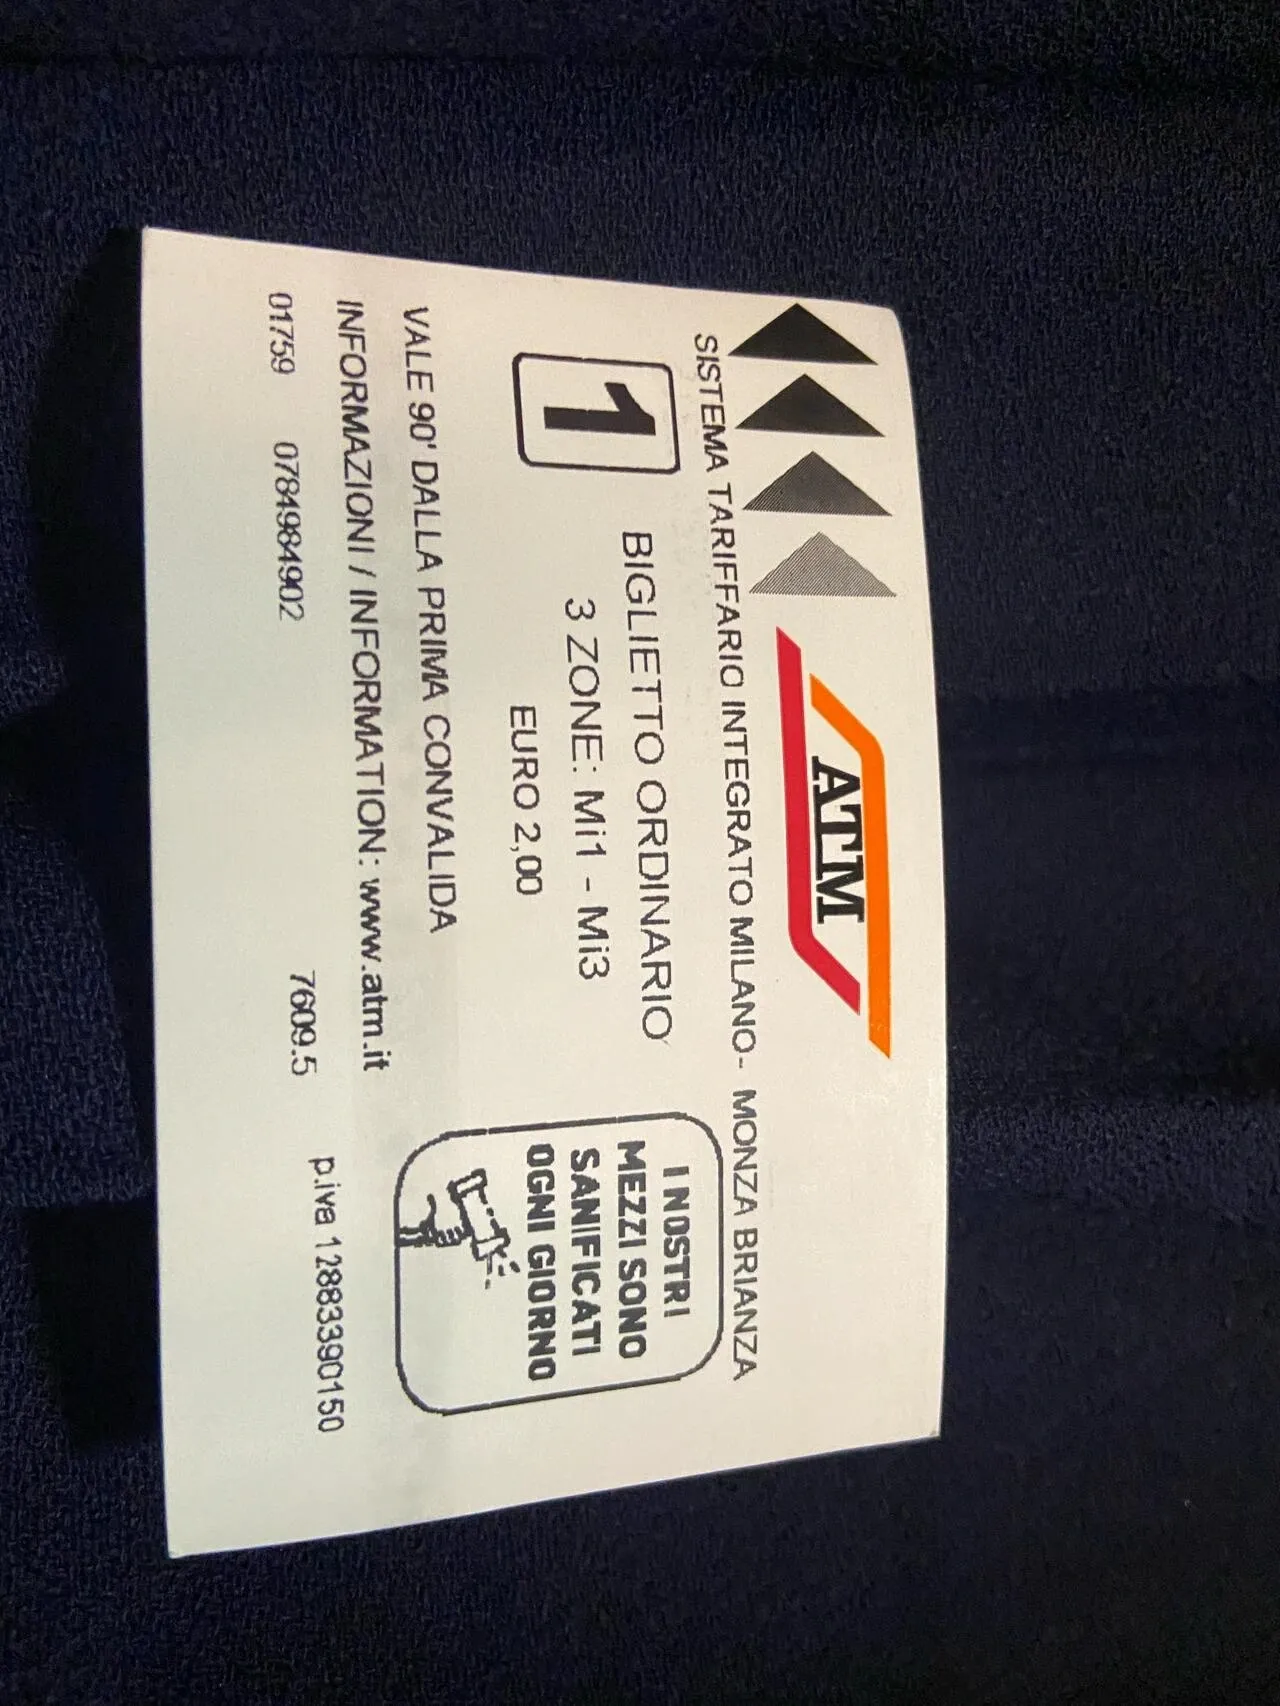 ATM
SISTEMA TARIFFARIO INTEGRATO MILANO- MONZA BRIANZA
1
BIGLIETTO ORDINARIO
3 ZONE: Mi1 - Mi3
EURO 2,00
VALE 90' DALLA PRIMA CONVALIDA
I NOSTRI
MEZZI SONO
SANIFICATI
OGNI GIORNO
INFORMAZIONI / INFORMATION: www.atm.it
01759 0784984902 7609.5 p.iva 12883390150